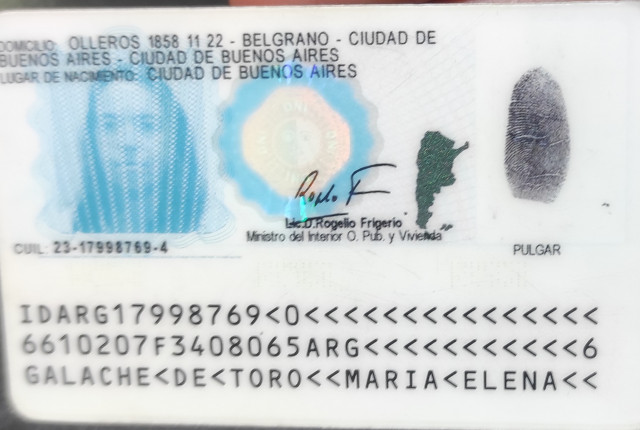 DOMICILIO: OLLEROS 1858 11 22 - BELGRANO - CIUDAD DE
BUENOS AIRES - CIUDAD DE BUENOS AIRES
LUGAR DE NACIMIENTO: CIUDAD DE BUENOS AIRES
Lic.D.Rogelio Frigerio
Ministro del Interior O. Pub. y Vivienda
CUIL: 23-17998769-4
PULGAR
IDARG17998769<0<<<<<<<<<<<<<<<
6610207F3408065ARG<<<<<<<<<<<6
GALACHE<DE<TORO<<MARIA<ELENA<<